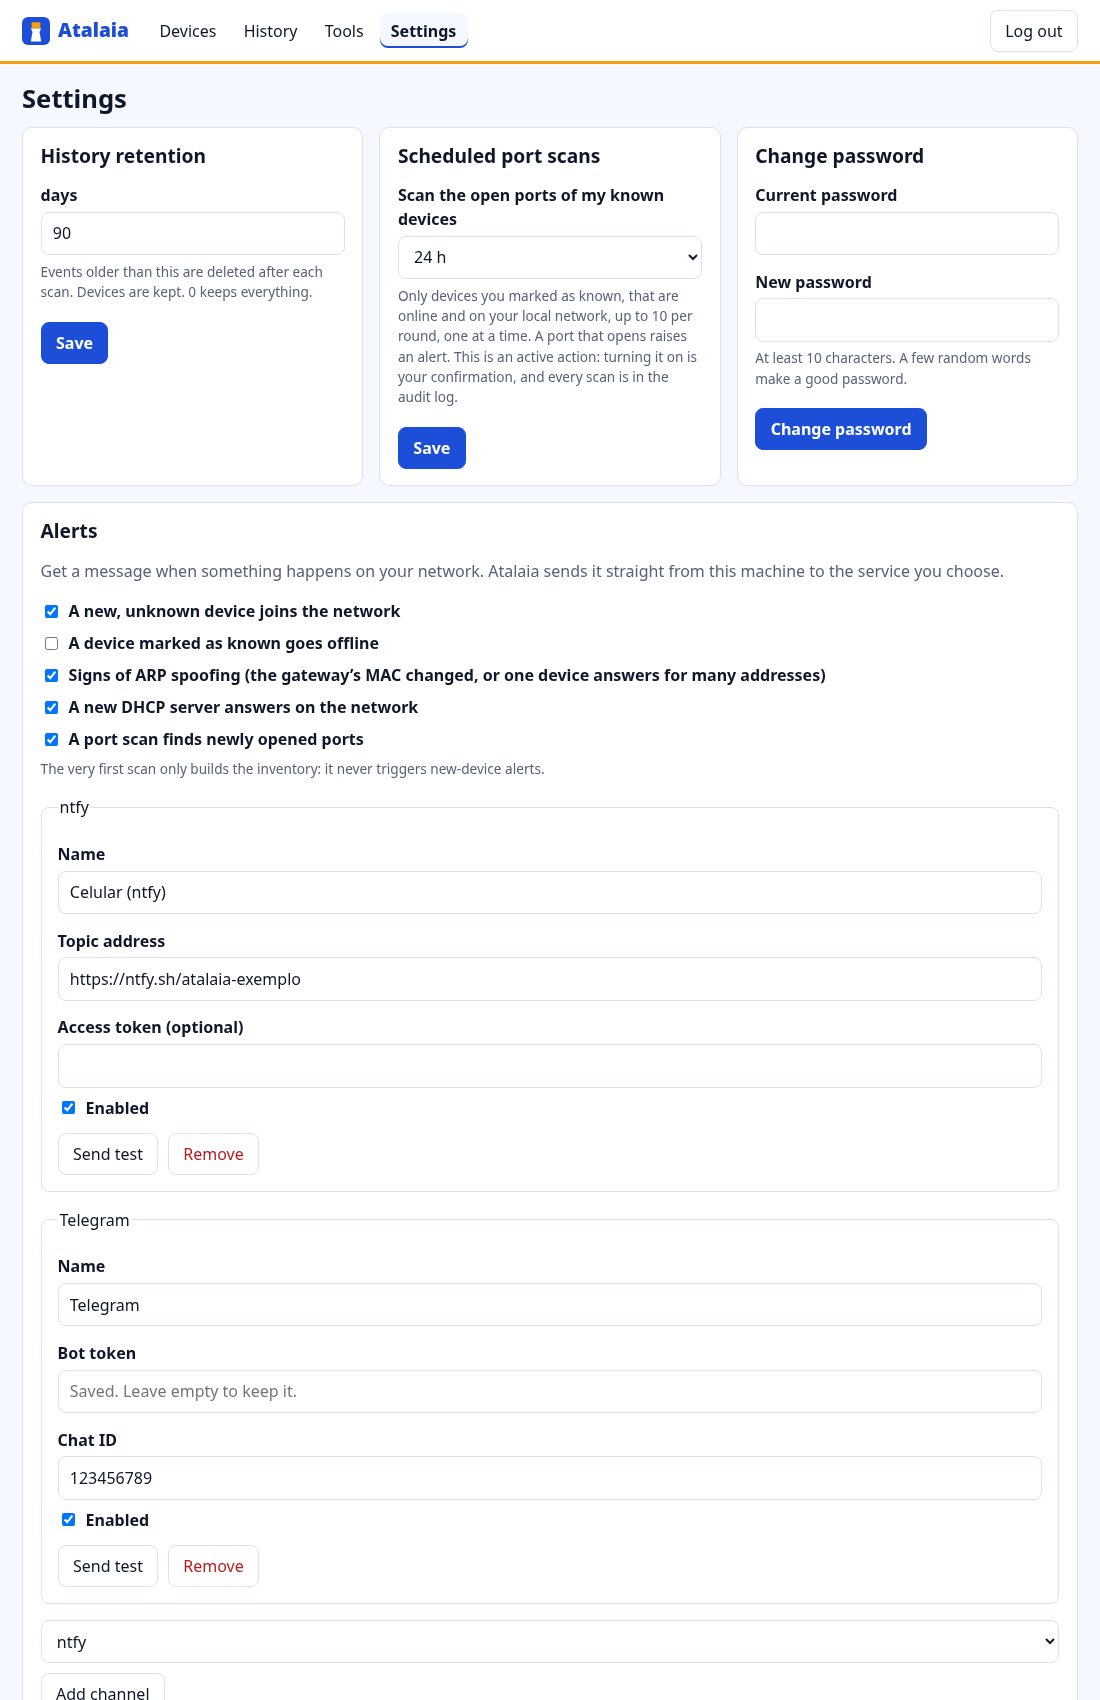 Atalaia
Devices
History
Tools
Settings
Log out
Settings
History retention
days
90
Events older than this are deleted after each
scan. Devices are kept. 0 keeps everything.
Save
Scheduled port scans
Scan the open ports of my known
devices
24 h
Only devices you marked as known, that are
online and on your local network, up to 10 per
round, one at a time. A port that opens raises
an alert. This is an active action: turning it on is
your confirmation, and every scan is in the
audit log.
Save
Change password
Current password
New password
At least 10 characters. A few random words
make a good password.
Change password
Alerts
Get a message when something happens on your network. Atalaia sends it straight from this machine to the service you choose.
A new, unknown device joins the network
A device marked as known goes offline
Signs of ARP spoofing (the gateway’s MAC changed, or one device answers for many addresses)
A new DHCP server answers on the network
A port scan finds newly opened ports
The very first scan only builds the inventory: it never triggers new-device alerts.
ntfy
Name
Celular (ntfy)
Topic address
https://ntfy.sh/atalaia-exemplo
Access token (optional)
Enabled
Send test
Remove
Telegram
Name
Telegram
Bot token
Saved. Leave empty to keep it.
Chat ID
123456789
Enabled
Send test
Remove
ntfy
Add channel